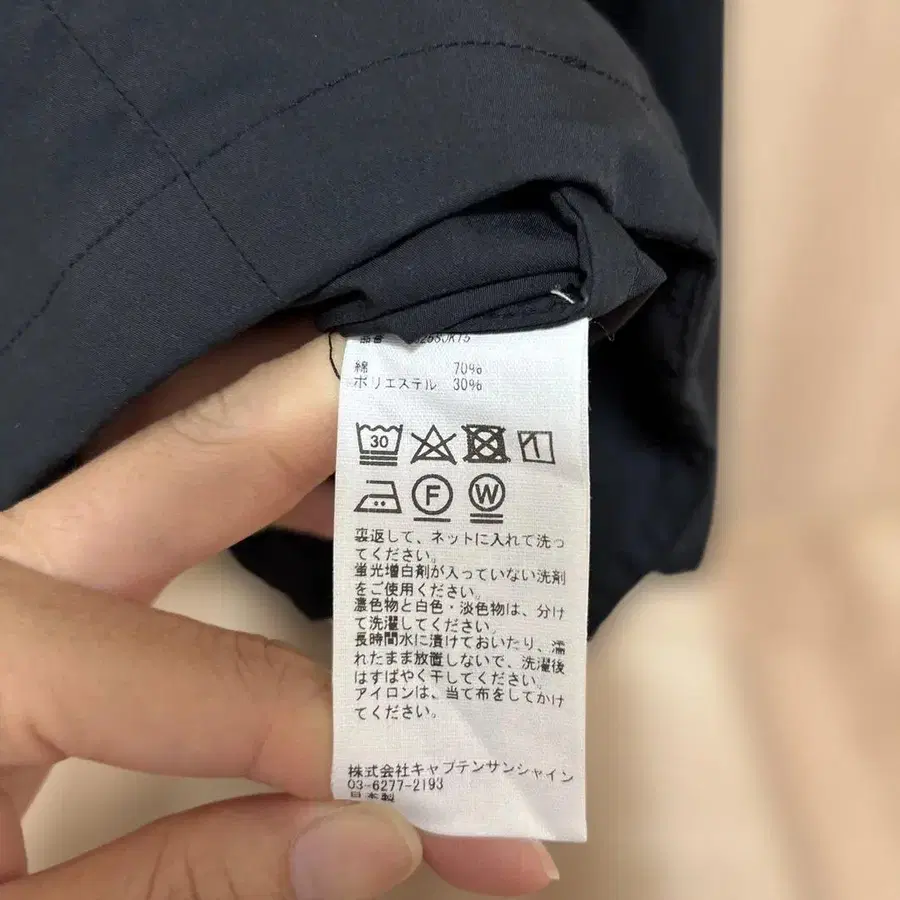 綿 70%
ポリエステル 30%
30
F
W
裏返して、ネットに入れて洗っ
てください。
蛍光増白剤が入っていない洗剤
をご使用ください。
濃色物と白色・淡色物は、分け
て洗濯してください。
長時間水に漬けておいたり、濡
れたまま放置しないで、洗濯後
はすばやく干してください。
アイロンは、当て布をしてかけ
てください。
株式会社キャプテンサンシャイン
03-6277-2193
日本製